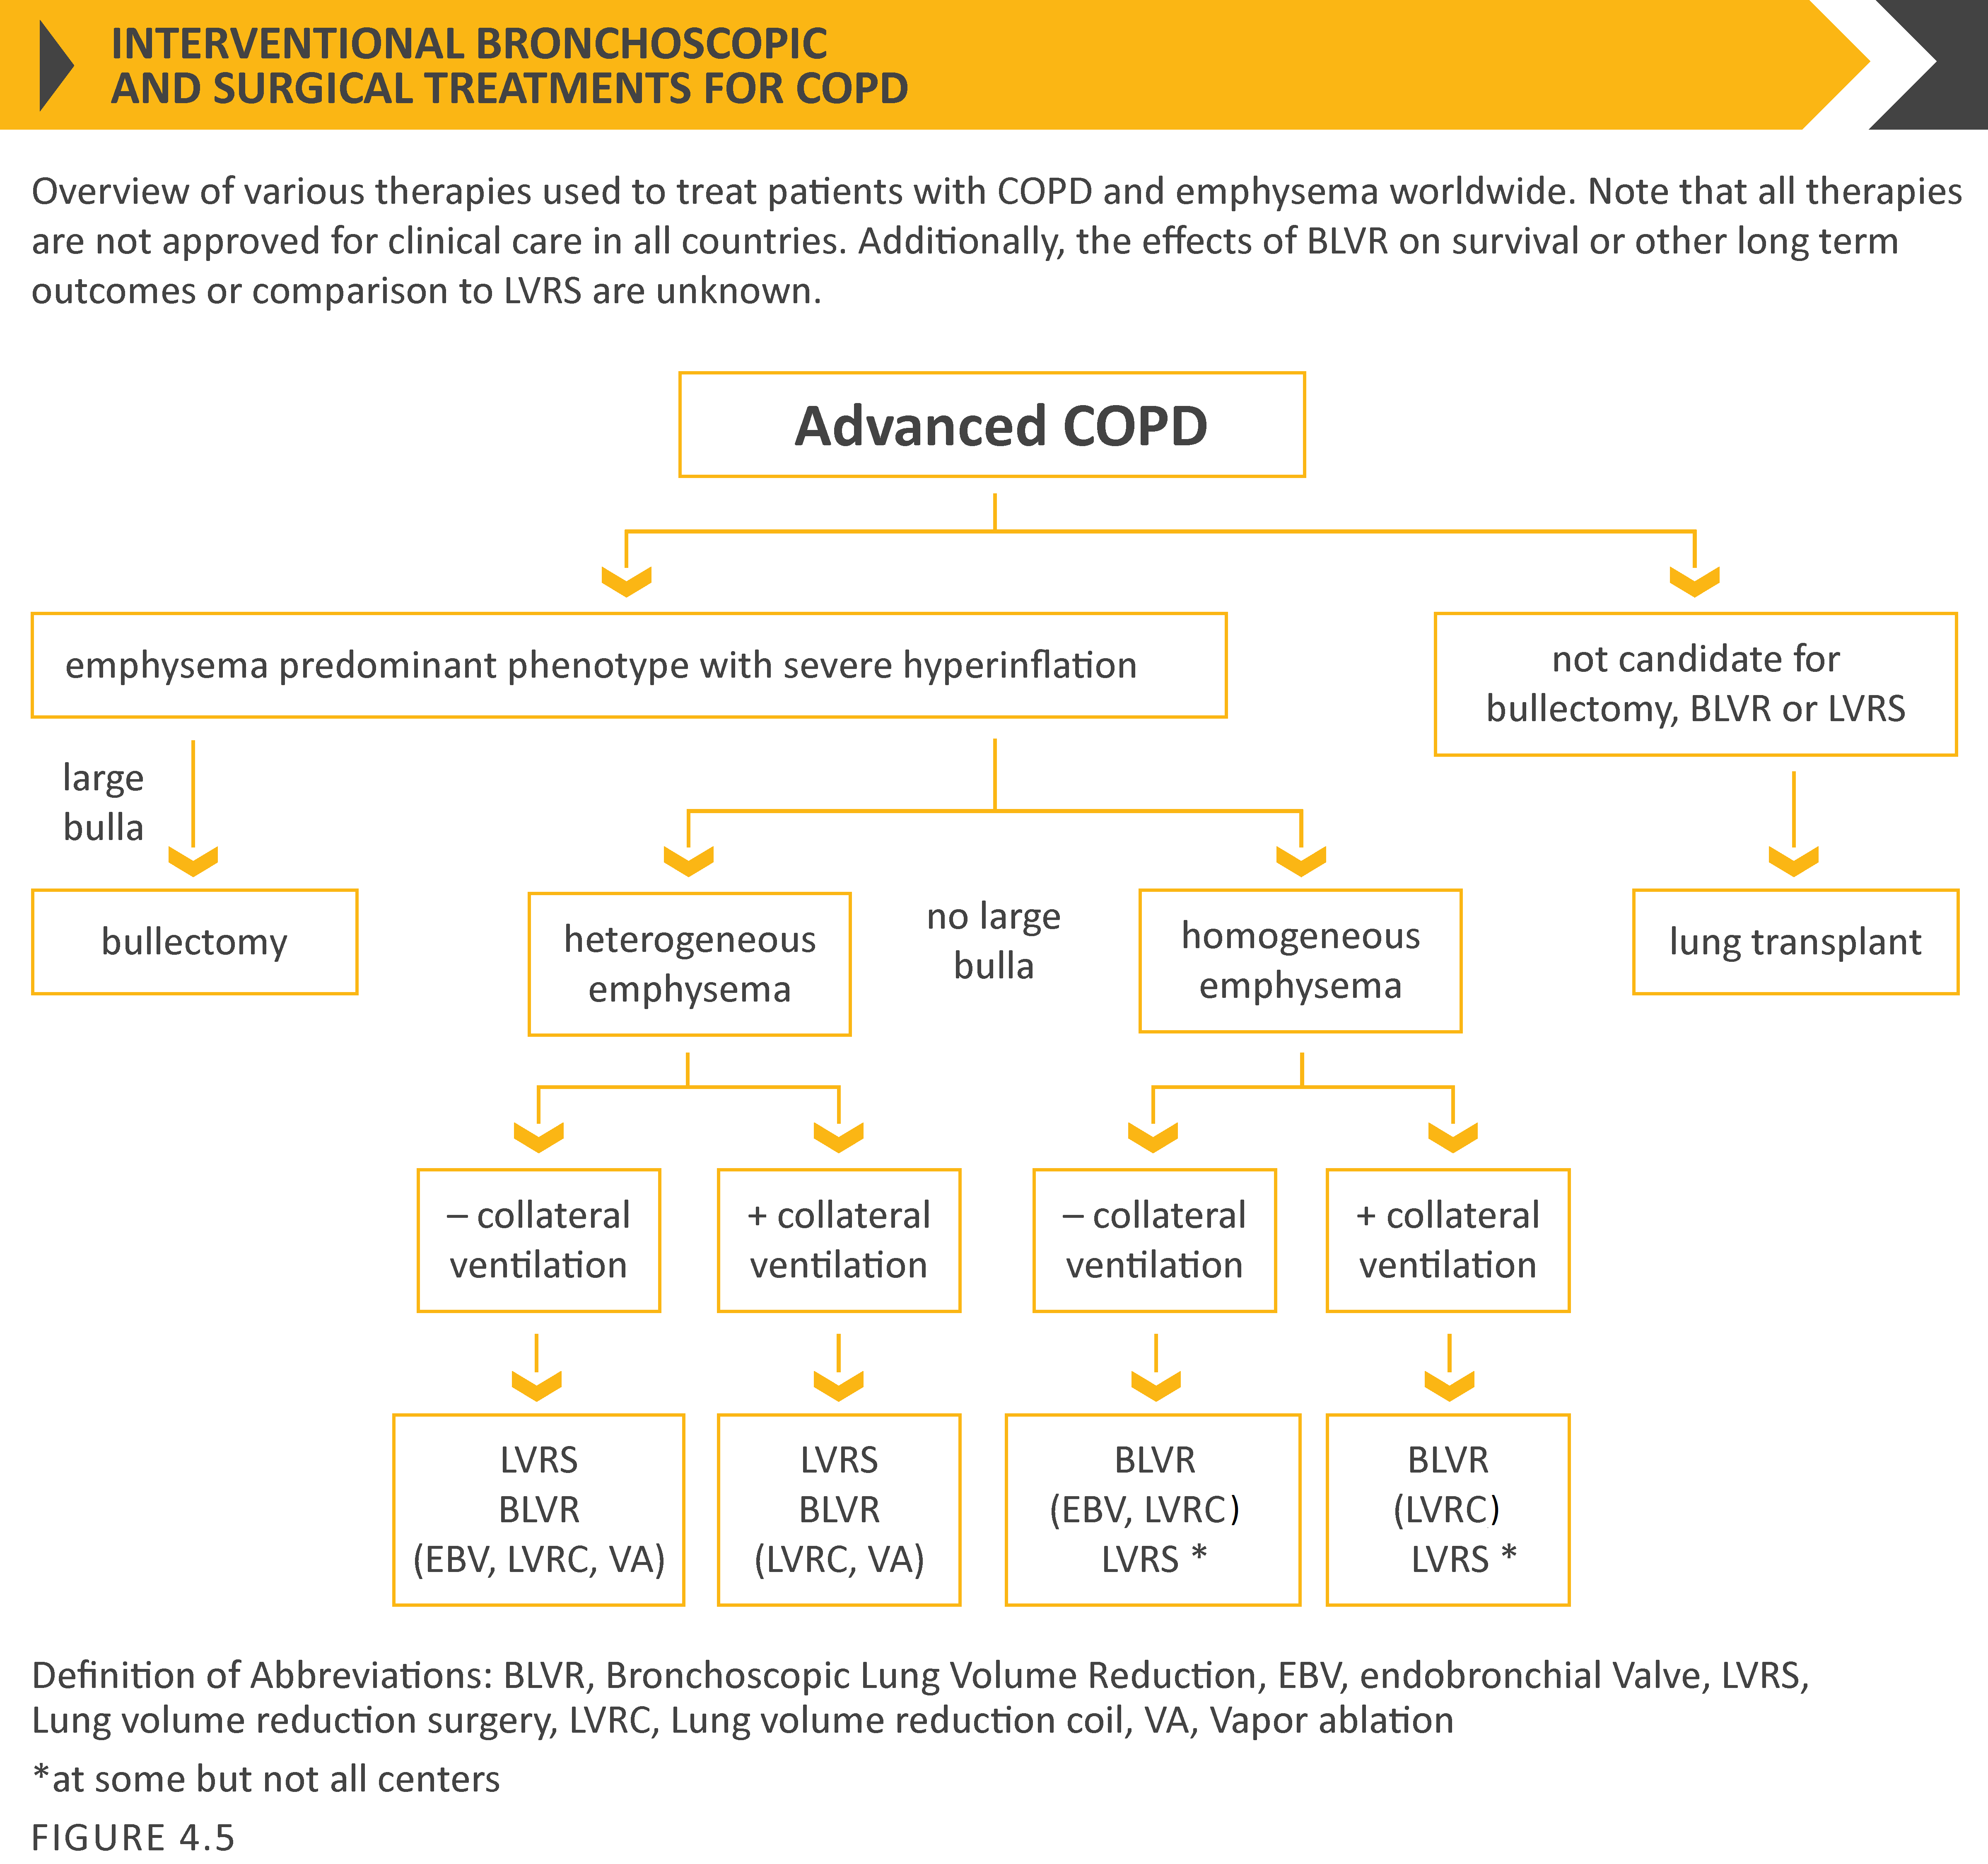 INTERVENTIONAL BRONCHOSCOPIC
AND SURGICAL TREATMENTS FOR COPD
Overview of various therapies used to treat patients with COPD and emphysema worldwide. Note that all therapies
are not approved for clinical care in all countries. Additionally, the effects of BLVR on survival or other long term
outcomes or comparison to LVRS are unknown.
Advanced COPD
emphysema predominant phenotype with severe hyperinflation
not candidate for
bullectomy, BLVR or LVRS
large
bulla
bullectomy
heterogeneous
emphysema
no large
bulla
homogeneous
emphysema
lung transplant
– collateral
ventilation
+ collateral
ventilation
– collateral
ventilation
+ collateral
ventilation
LVRS
BLVR
(EBV, LVRC, VA)
LVRS
BLVR
(LVRC, VA)
BLVR
(EBV, LVRC)
LVRS *
BLVR
(LVRC)
LVRS *
Definition of Abbreviations: BLVR, Bronchoscopic Lung Volume Reduction, EBV, endobronchial Valve, LVRS,
Lung volume reduction surgery, LVRC, Lung volume reduction coil, VA, Vapor ablation
*at some but not all centers
FIGURE 4.5